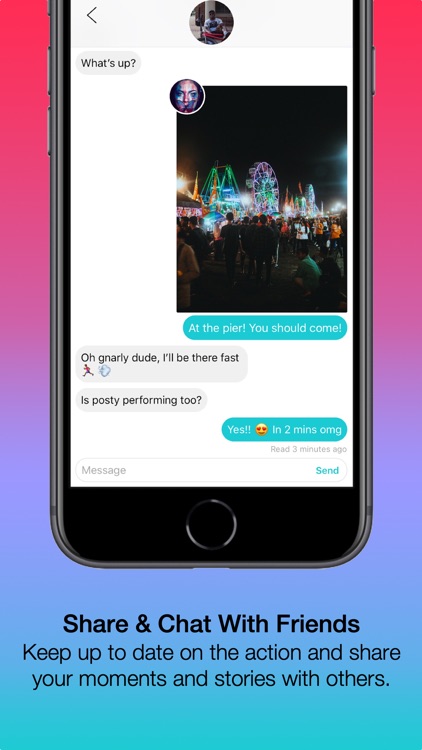 What's up?
At the pier! You should come!
Oh gnarly dude, I'll be there fast
🏃🏾‍♀️ 💨
Is posty performing too?
Yes!! 😍 In 2 mins omg
Read 3 minutes ago
Message
Send
Share & Chat With Friends
Keep up to date on the action and share
your moments and stories with others.